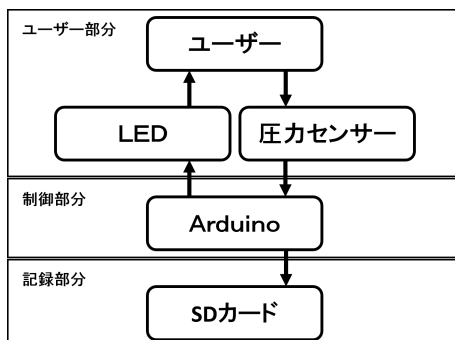 ユーザー部分
ユーザー
LED
圧力センサー
制御部分
Arduino
記録部分
SDカード